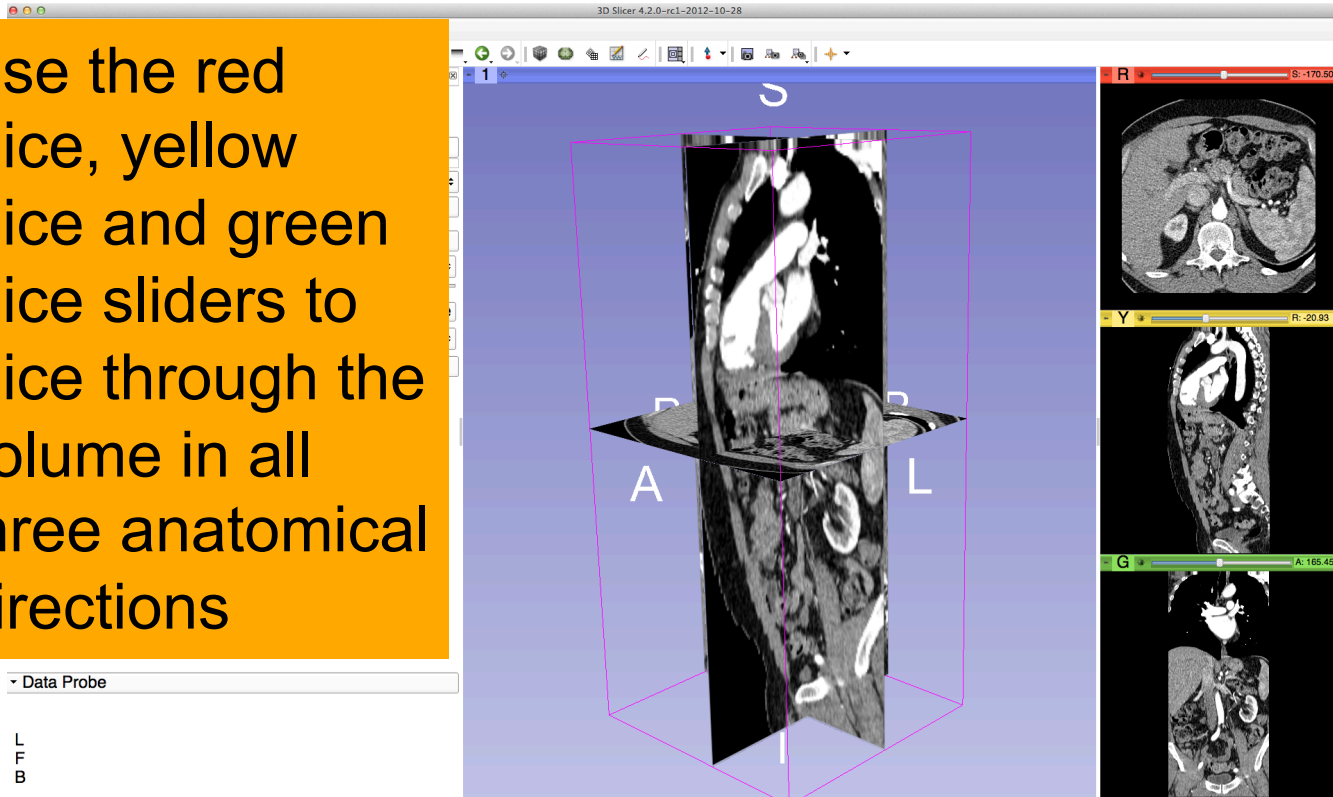 3D Slicer 4.2.0-rc1-2012-10-28
se the red
ice, yellow
ice and green
ice sliders to
ice through the
olume in all
hree anatomical
irections
1
S
R
S: -170.50
Y
R: -20.93
A
L
G
A: 165.45
I
Data Probe
L
F
B